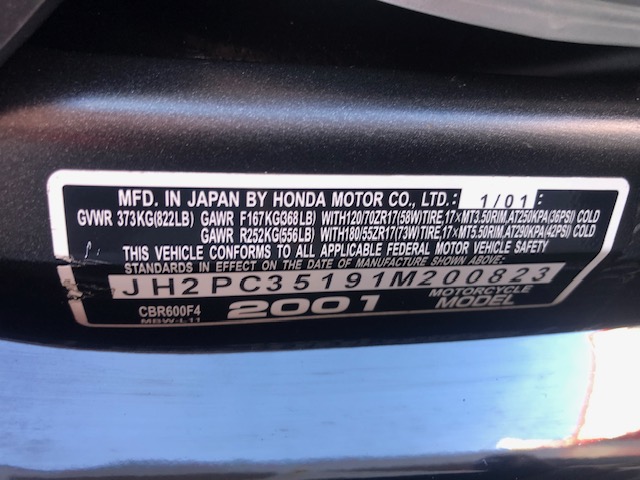 MFD. IN JAPAN BY HONDA MOTOR CO., LTD.: 1/01
GVWR 373KG(822LB) GAWR F167KG(368LB) WITH120/70ZR17(58W)TIRE,17×MT3.50RIM,AT250KPA(36PSI) COLD
GAWR R252KG(556LB) WITH180/55ZR17(73W)TIRE,17×MT5.50RIM,AT290KPA(42PSI) COLD
THIS VEHICLE CONFORMS TO ALL APPLICABLE FEDERAL MOTOR VEHICLE SAFETY
STANDARDS IN EFFECT ON THE DATE OF MANUFACTURE SHOWN ABOVE.
JH2PC35191M200823
CBR600F4 2001 MOTORCYCLE
MBW-L11 MODEL